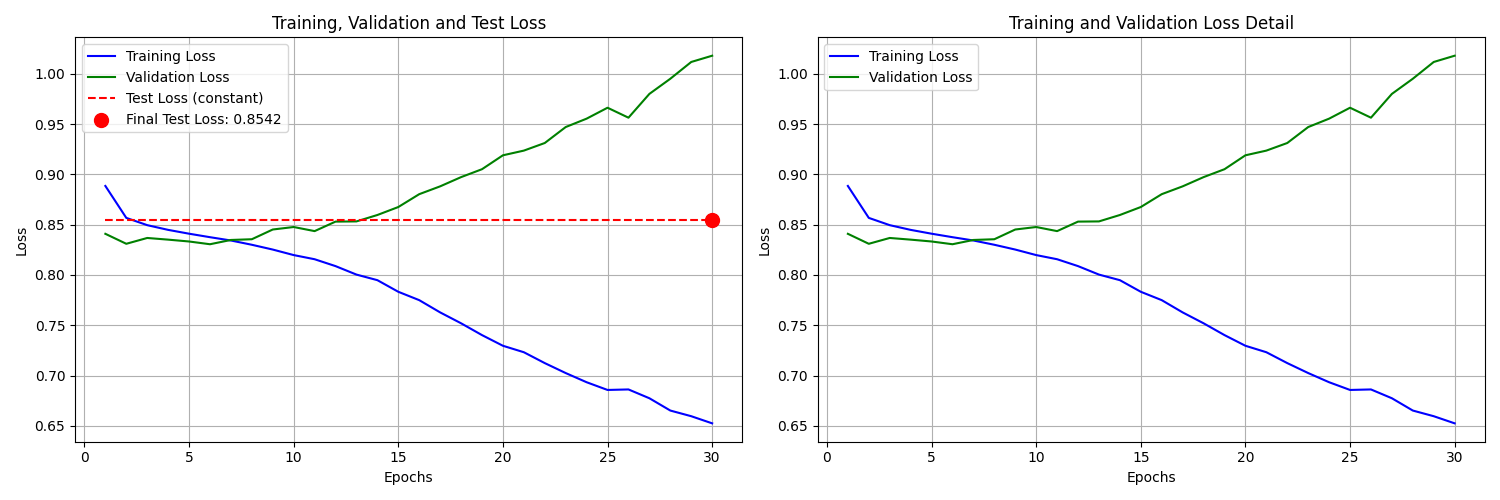 Training, Validation and Test Loss
Training Loss
Validation Loss
Test Loss (constant)
Final Test Loss: 0.8542
Loss
1.00
0.95
0.90
0.85
0.80
0.75
0.70
0.65
0 5 10 15 20 25 30
Epochs
Training and Validation Loss Detail
Training Loss
Validation Loss
Loss
1.00
0.95
0.90
0.85
0.80
0.75
0.70
0.65
0 5 10 15 20 25 30
Epochs